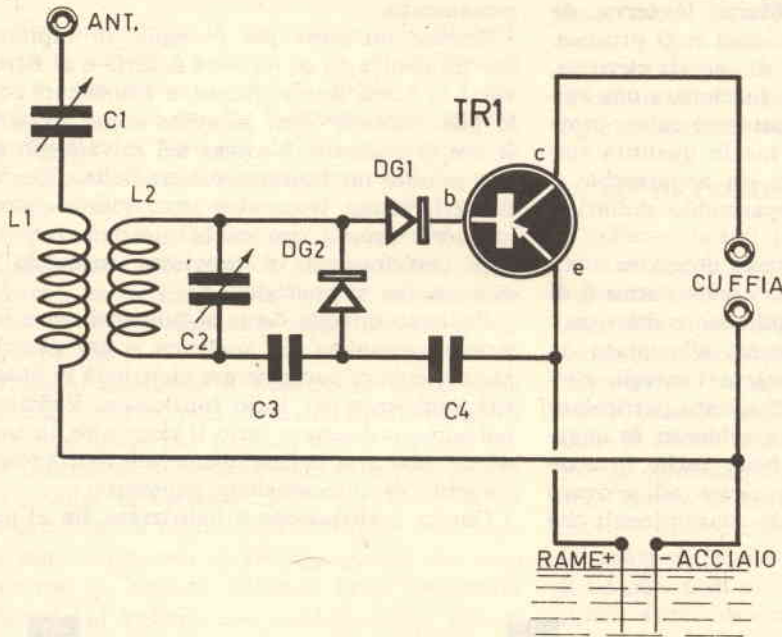 ANT.
C1
TR1
L1
L2
DG1
b
c
e
DG2
C2
CUFFIA
C3
C4
RAME+
-ACCIAIO